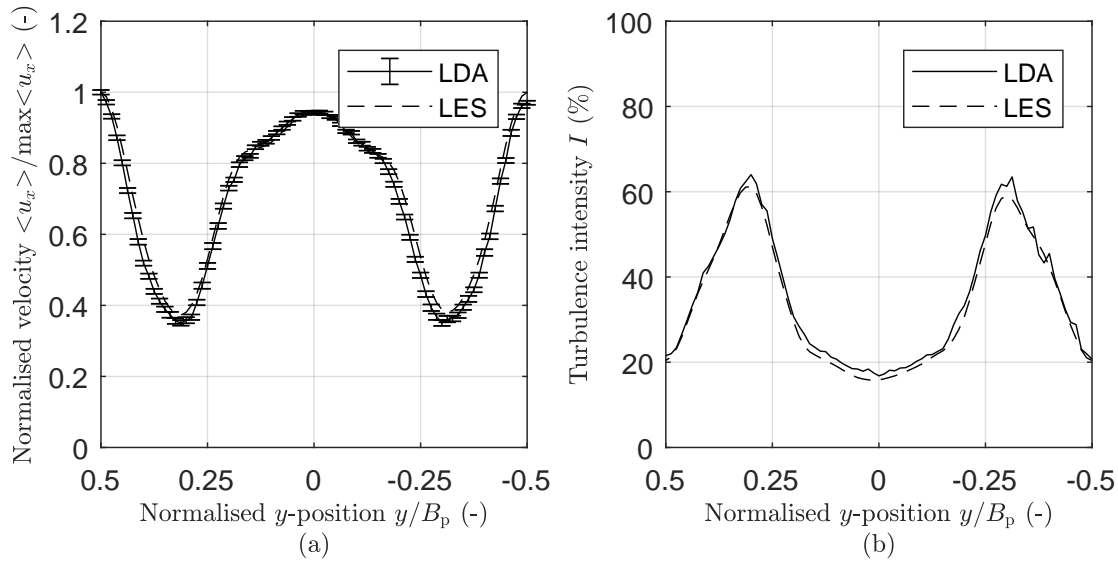 Normalised velocity <u_x>/max<u_x> (-)
1.2
1
0.8
0.6
0.4
0.2
0
0.5
0.25
0
-0.25
-0.5
LDA
LES
Normalised y-position y/B_p (-)
(a)
Turbulence intensity I (%)
100
80
60
40
20
0
0.5
0.25
0
-0.25
-0.5
LDA
LES
Normalised y-position y/B_p (-)
(b)